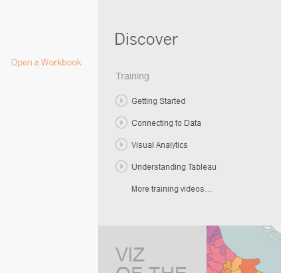 Open a Workbook
Discover
Training
Getting Started
Connecting to Data
Visual Analytics
Understanding Tableau
More training videos...
VIZ
OF THE